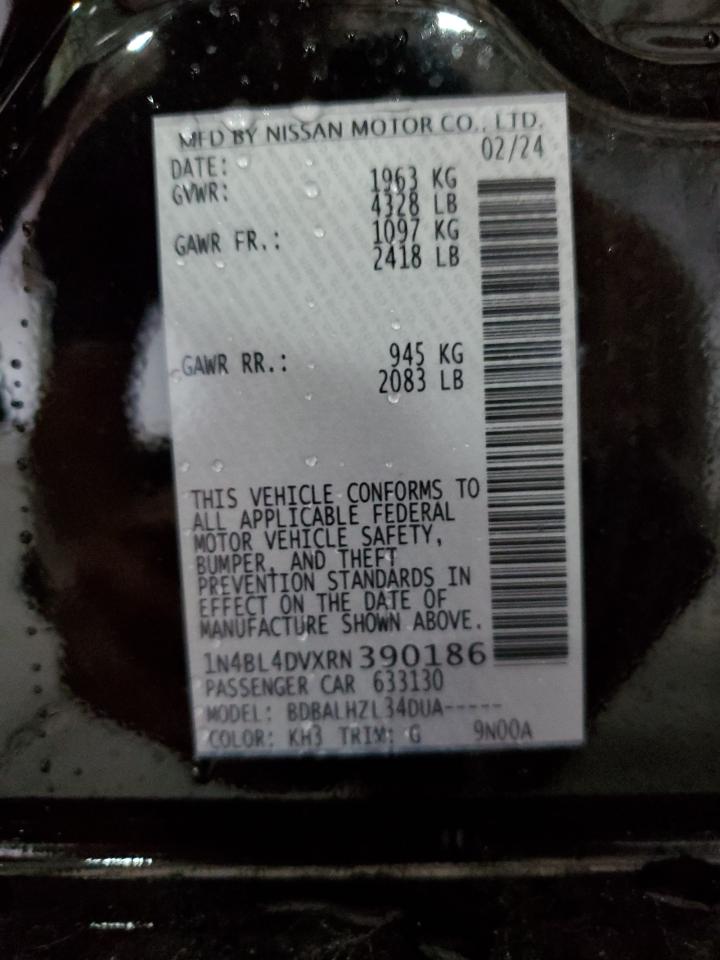 MFD BY NISSAN MOTOR CO., LTD.
DATE: 02/24
GVWR: 1963 KG
4328 LB
GAWR FR.: 1097 KG
2418 LB
GAWR RR.: 945 KG
2083 LB
THIS VEHICLE CONFORMS TO
ALL APPLICABLE FEDERAL
MOTOR VEHICLE SAFETY,
BUMPER, AND THEFT
PREVENTION STANDARDS IN
EFFECT ON THE DATE OF
MANUFACTURE SHOWN ABOVE.
1N4BL4DVXRN390186
PASSENGER CAR 633130
MODEL: BDBALHZL34DUA-----
COLOR: KH3 TRIM: G 9N00A